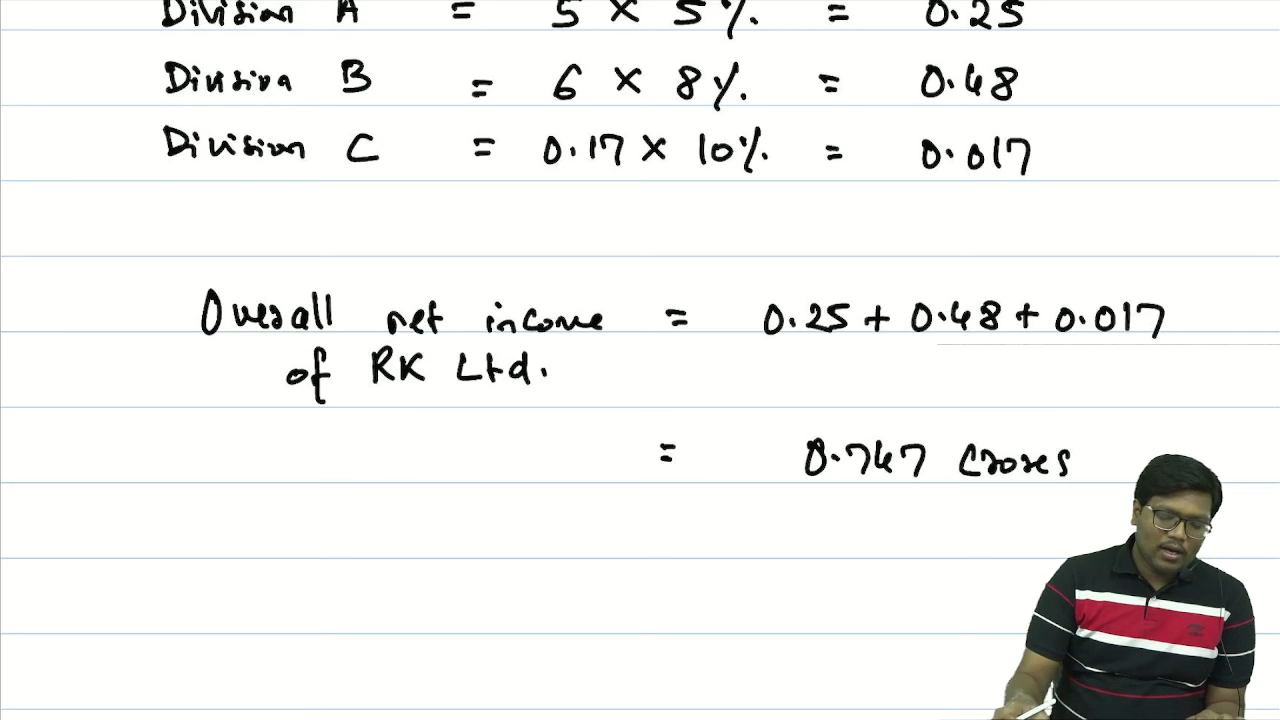 Division A = 5 × 5% = 0.25
Division B = 6 × 8% = 0.48
Division C = 0.17 × 10% = 0.017
Overall net income = 0.25 + 0.48 + 0.017
of RK Ltd.
= 0.747 crores